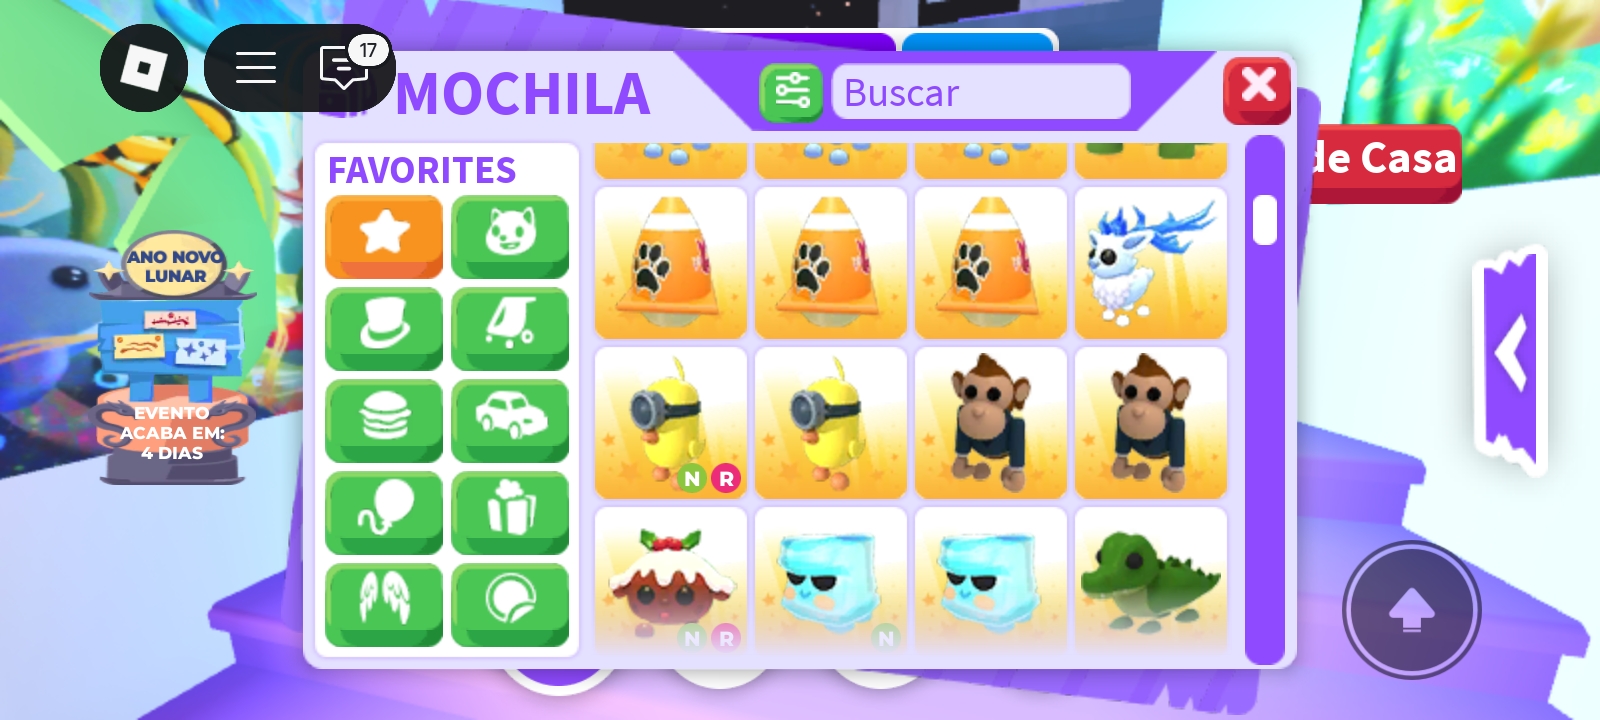 17
MOCHILA
Buscar
FAVORITES
de Casa
ANO NOVO
LUNAR
EVENTO
ACABA EM:
4 DIAS
N R
N R
N